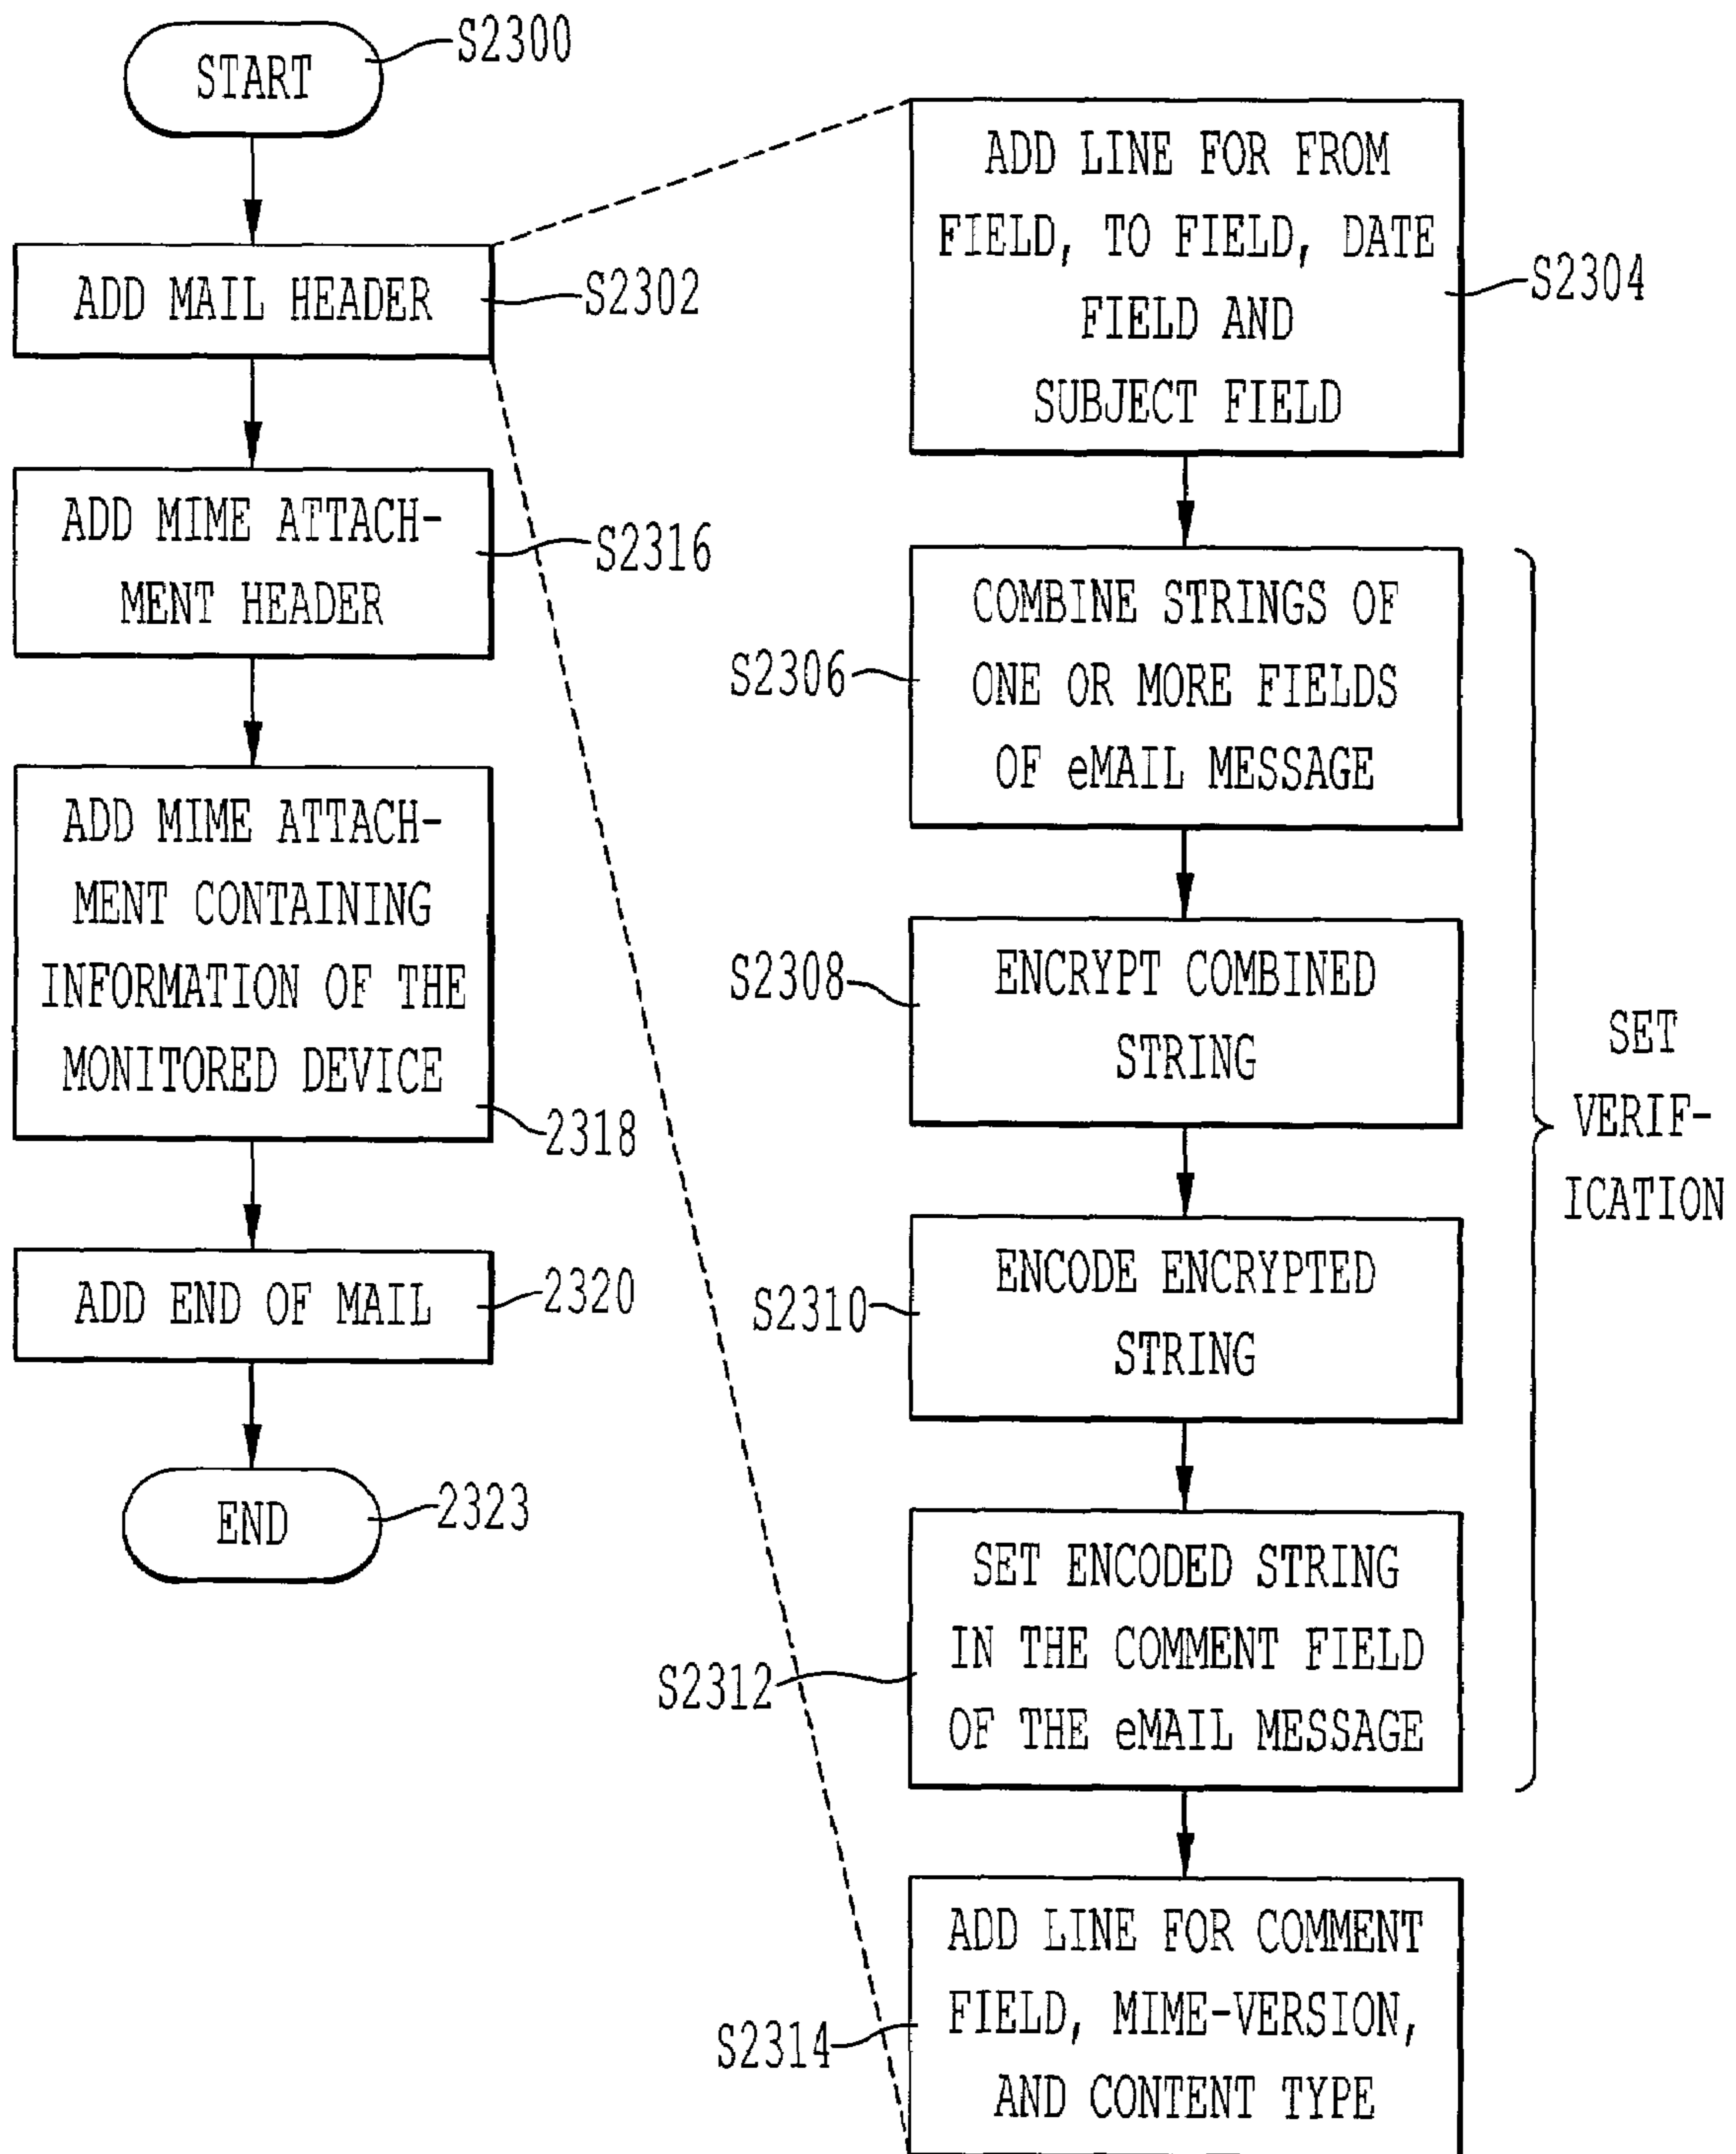 START
S2300
ADD MAIL HEADER
S2302
ADD MIME ATTACH-
MENT HEADER
S2316
ADD MIME ATTACH-
MENT CONTAINING
INFORMATION OF THE
MONITORED DEVICE
2318
ADD END OF MAIL
2320
END
2323
ADD LINE FOR FROM
FIELD, TO FIELD, DATE
FIELD AND
SUBJECT FIELD
S2304
COMBINE STRINGS OF
ONE OR MORE FIELDS
OF eMAIL MESSAGE
S2306
ENCRYPT COMBINED
STRING
S2308
ENCODE ENCRYPTED
STRING
S2310
SET ENCODED STRING
IN THE COMMENT FIELD
OF THE eMAIL MESSAGE
S2312
SET
VERIF-
ICATION
ADD LINE FOR COMMENT
FIELD, MIME-VERSION,
AND CONTENT TYPE
S2314